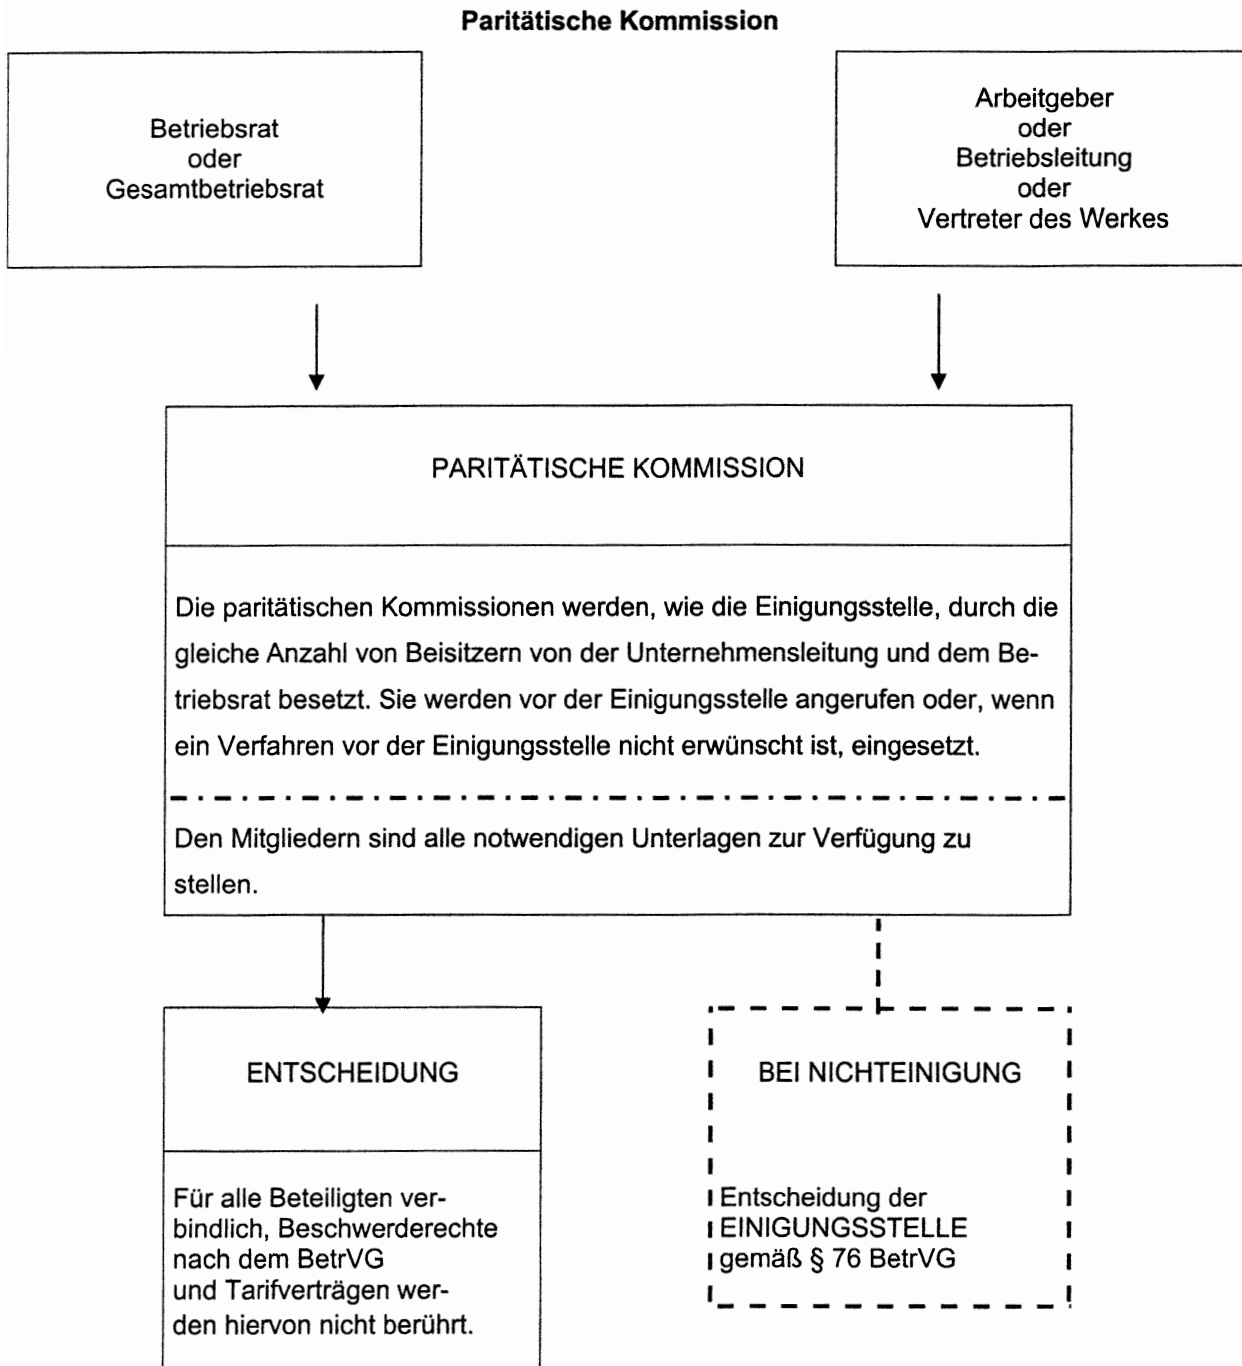 Paritätische Kommission
Betriebsrat
oder
Gesamtbetriebsrat
Arbeitgeber
oder
Betriebsleitung
oder
Vertreter des Werkes
PARITÄTISCHE KOMMISSION
Die paritätischen Kommissionen werden, wie die Einigungsstelle, durch die
gleiche Anzahl von Beisitzern von der Unternehmensleitung und dem Be-
triebsrat besetzt. Sie werden vor der Einigungsstelle angerufen oder, wenn
ein Verfahren vor der Einigungsstelle nicht erwünscht ist, eingesetzt.
Den Mitgliedern sind alle notwendigen Unterlagen zur Verfügung zu
stellen.
ENTSCHEIDUNG
Für alle Beteiligten ver-
bindlich, Beschwerderechte
nach dem BetrVG
und Tarifverträgen wer-
den hiervon nicht berührt.
BEI NICHTEINIGUNG
Entscheidung der
EINIGUNGSSTELLE
gemäß § 76 BetrVG